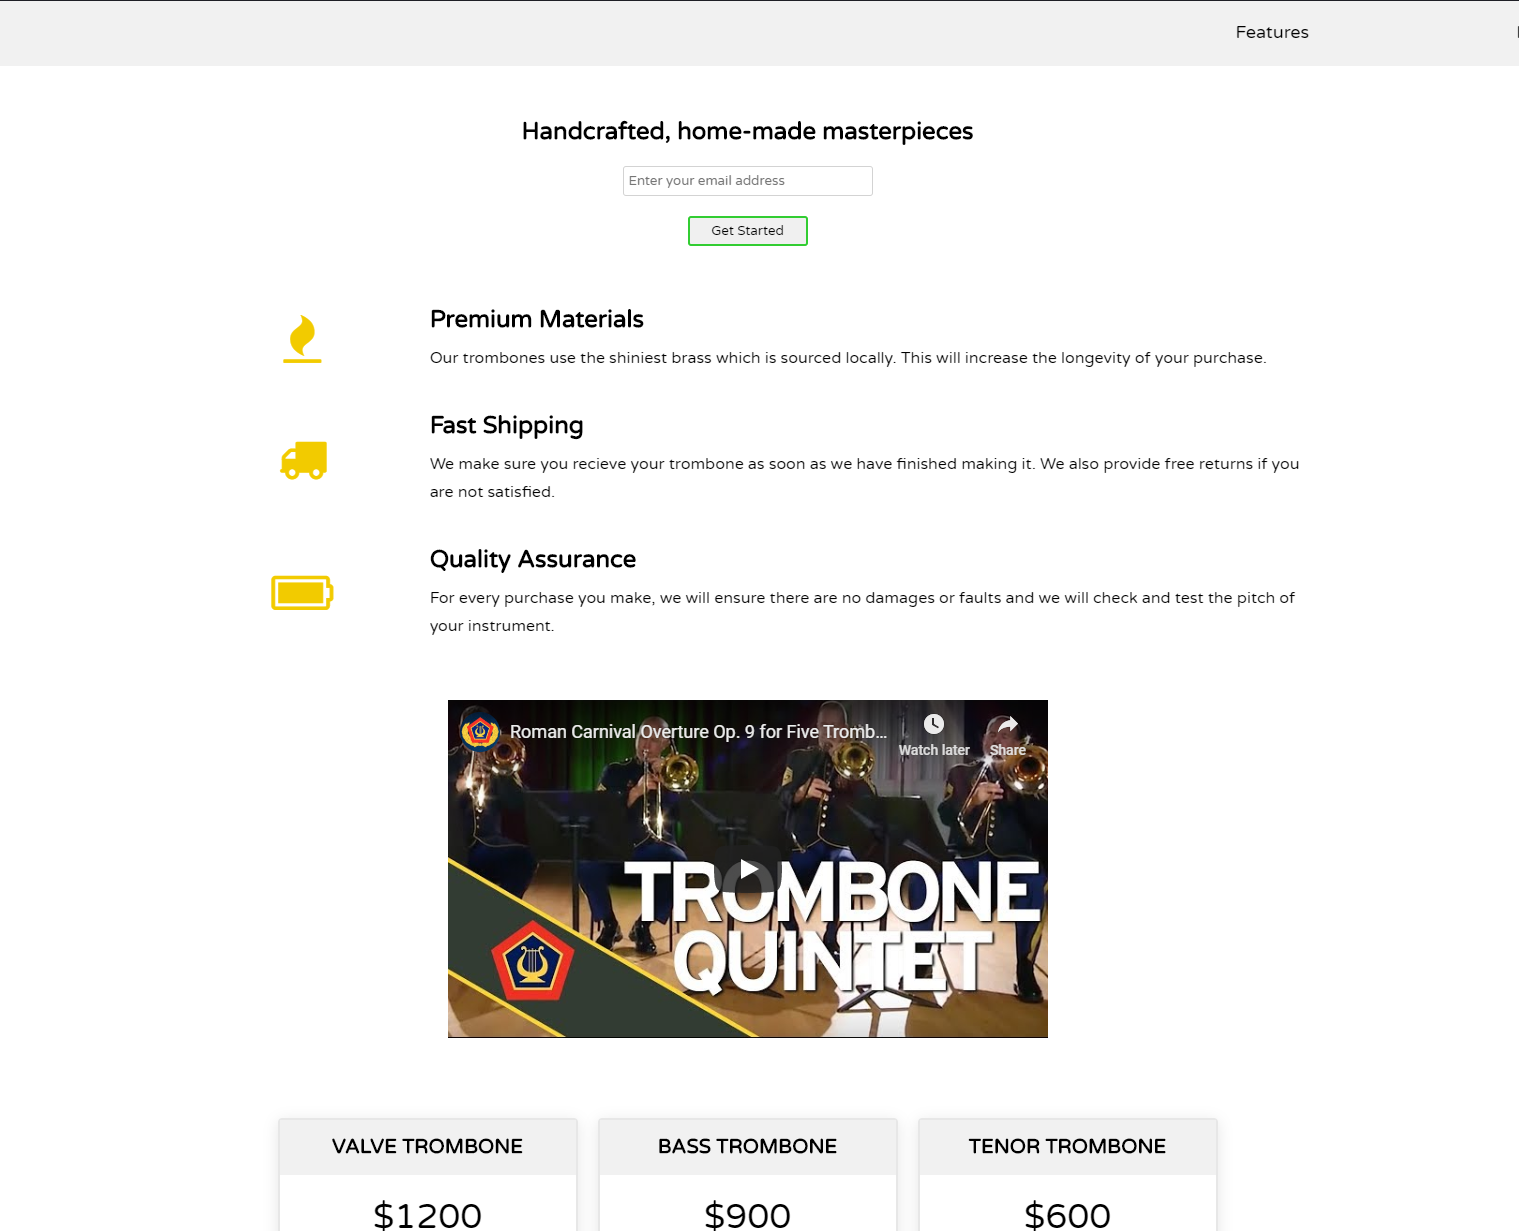 Features
Handcrafted, home-made masterpieces
Enter your email address
Get Started
Premium Materials
Our trombones use the shiniest brass which is sourced locally. This will increase the longevity of your purchase.
Fast Shipping
We make sure you recieve your trombone as soon as we have finished making it. We also provide free returns if you
are not satisfied.
Quality Assurance
For every purchase you make, we will ensure there are no damages or faults and we will check and test the pitch of
your instrument.
Roman Carnival Overture Op. 9 for Five Tromb...
Watch later
Share
TROMBONE
QUINTET
VALVE TROMBONE
BASS TROMBONE
TENOR TROMBONE
$1200
$900
$600